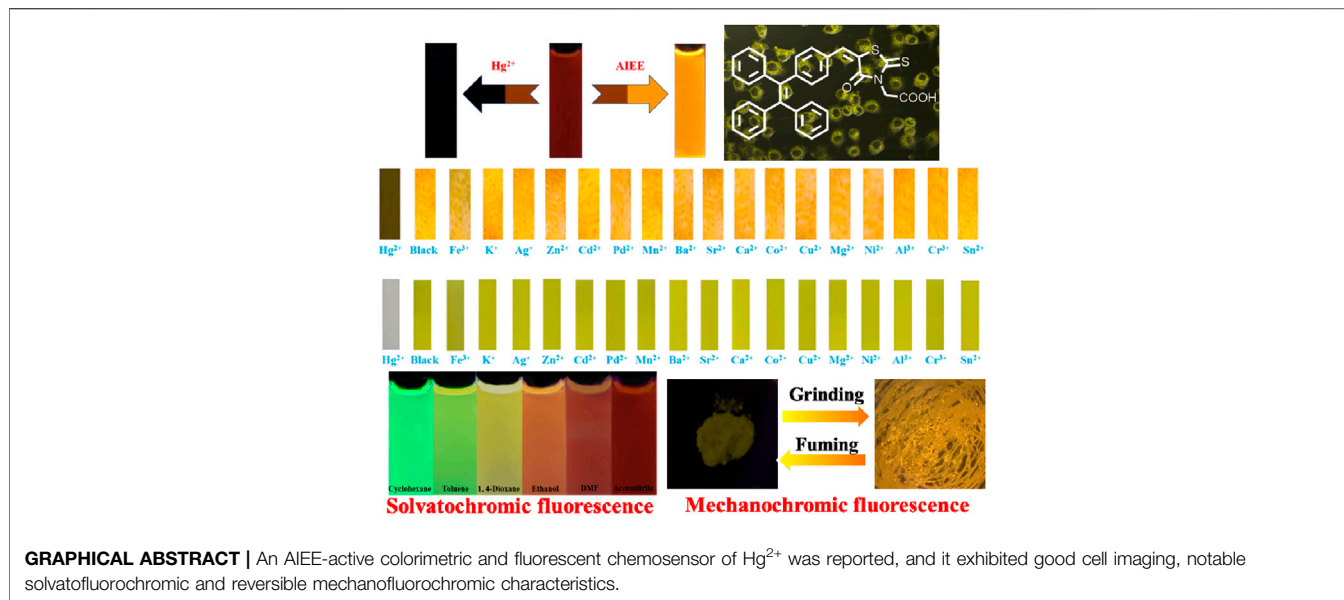 Hg²⁺ AIEE
S
S
N
O
COOH
Hg²⁺ Black Fe³⁺ K⁺ Ag⁺ Zn²⁺ Cd²⁺ Pd²⁺ Mn²⁺ Ba²⁺ Sr²⁺ Ca²⁺ Co²⁺ Cu²⁺ Mg²⁺ Ni²⁺ Al³⁺ Cr³⁺ Sn²⁺
Hg²⁺ Black Fe³⁺ K⁺ Ag⁺ Zn²⁺ Cd²⁺ Pd²⁺ Mn²⁺ Ba²⁺ Sr²⁺ Ca²⁺ Co²⁺ Cu²⁺ Mg²⁺ Ni²⁺ Al³⁺ Cr³⁺ Sn²⁺
Cyclohexane Toluene 1, 4-Dioxane Ethanol DMF Acetonitrile
Solvatochromic fluorescence
Grinding
Fuming
Mechanochromic fluorescence
GRAPHICAL ABSTRACT | An AIEE-active colorimetric and fluorescent chemosensor of Hg²⁺ was reported, and it exhibited good cell imaging, notable
solvatofluorochromic and reversible mechanofluorochromic characteristics.